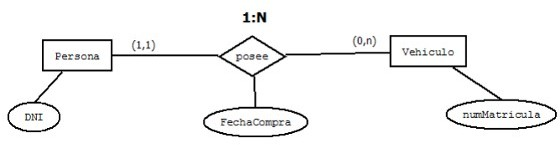 1:N
Persona
(1,1)
posee
(0,n)
Vehiculo
DNI
FechaCompra
numMatricula